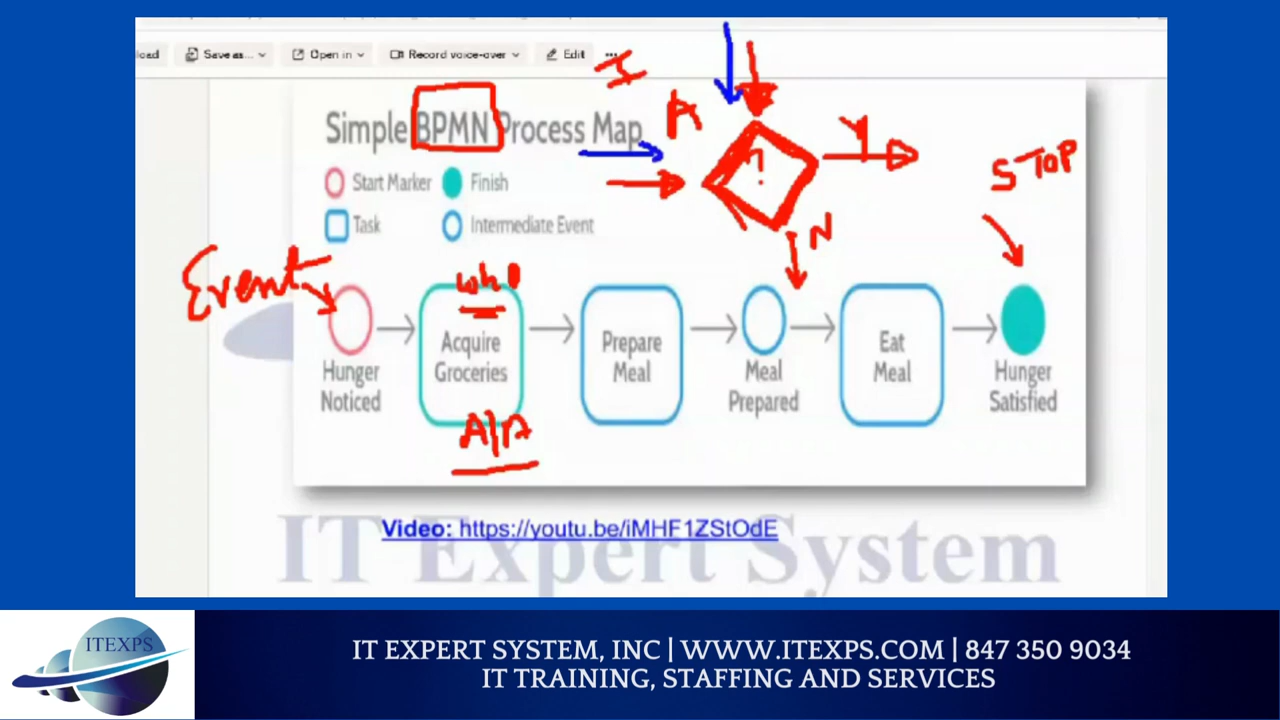 oad Save as... Open in Record voice-over Edit ...
I
Simple BPMN Process Map
A
?
Y
N
STOP
Start Marker Finish
Task Intermediate Event
Event
who
Acquire
Groceries
Prepare
Meal
Eat
Meal
Hunger
Noticed
Meal
Prepared
Hunger
Satisfied
A/A
Video: https://youtu.be/iMHF1ZStOdE
IT Expert System
ITEXPS
IT EXPERT SYSTEM, INC | WWW.ITEXPS.COM | 847 350 9034
IT TRAINING, STAFFING AND SERVICES